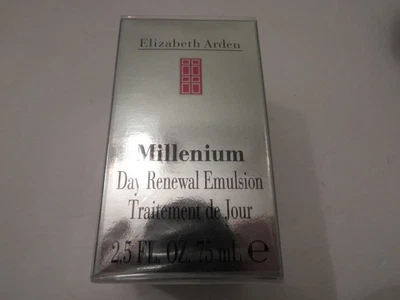 Elizabeth Arden
Millenium
Day Renewal Emulsion
Traitement de Jour
2.5 FL. OZ. 75 mL ℮